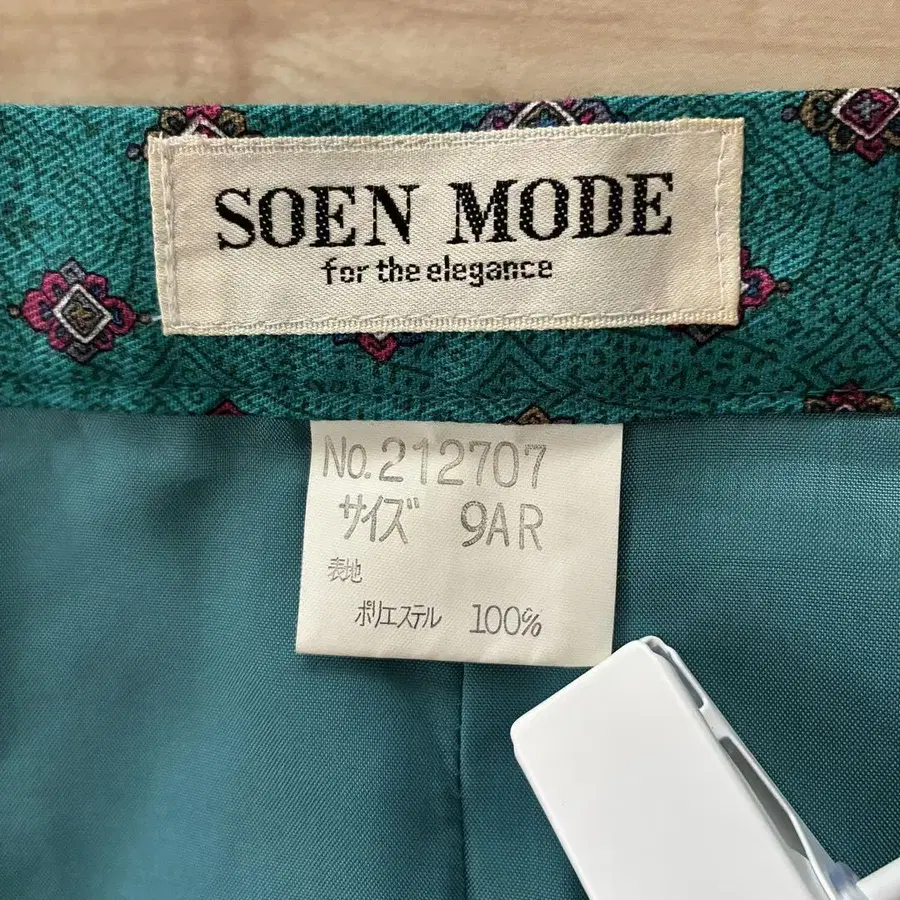 SOEN MODE
for the elegance
No.212707
サイズ 9AR
表地
ポリエステル 100%